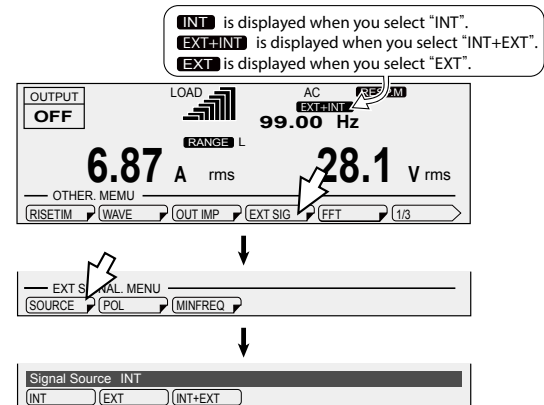 INT is displayed when you select “INT”.
EXT+INT is displayed when you select “INT+EXT”.
EXT is displayed when you select “EXT”.
OUTPUT
OFF
LOAD
AC
EXT+INT
99.00 Hz
RANGE L
6.87 A rms
28.1 V rms
OTHER. MEMU
RISETIM
WAVE
OUT IMP
EXT SIG
FFT
1/3
SOURCE
POL
MINFREQ
EXT MENU
Signal Source INT
INT
EXT
INT+EXT